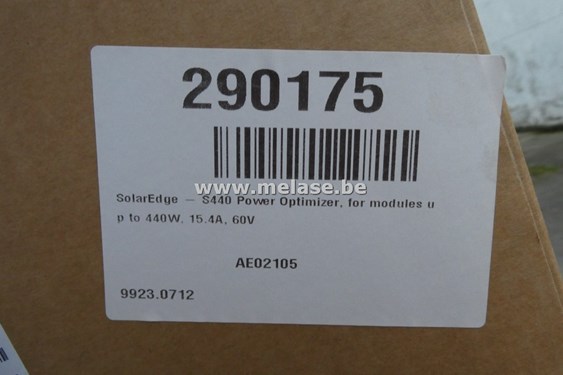 290175
www.melase.be
SolarEdge – S440 Power Optimizer, for modules u
p to 440W, 15.4A, 60V
AE02105
9923.0712